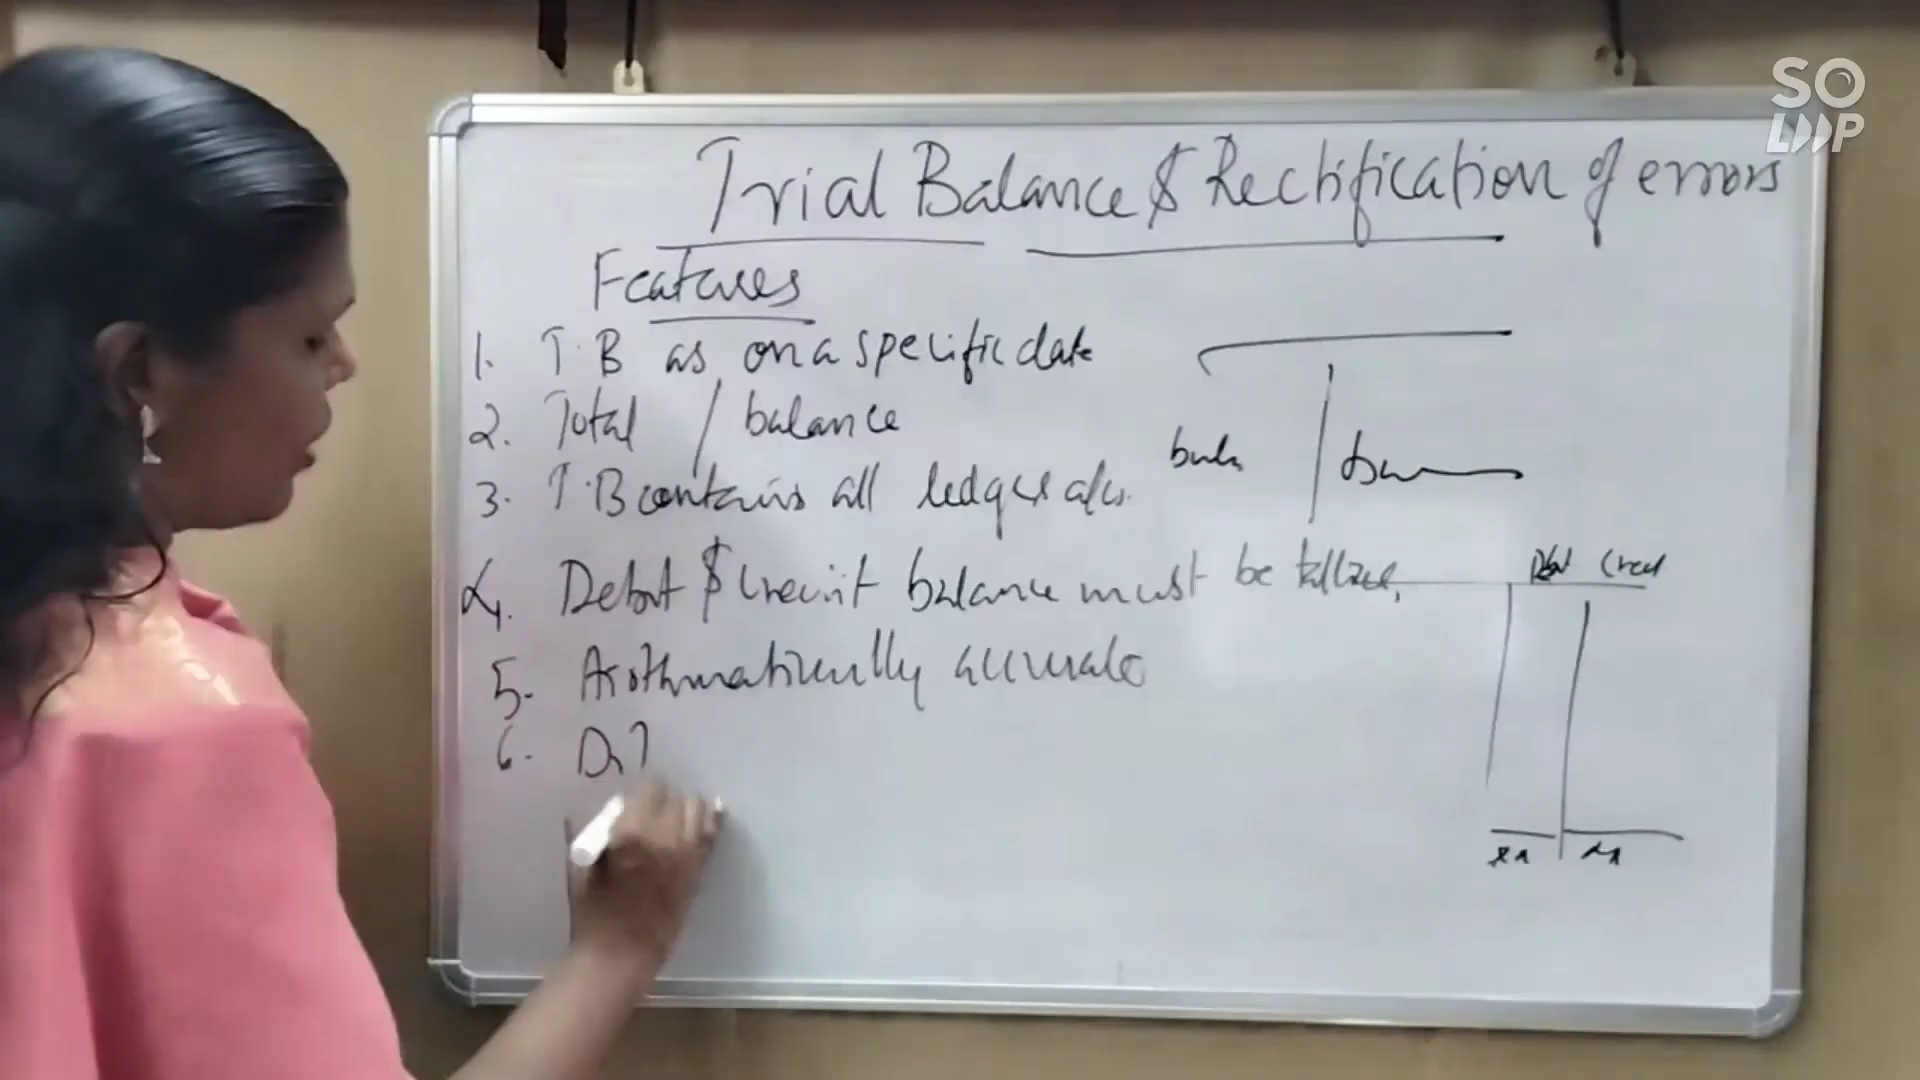 SO
LOOP
Trial Balance & Rectification of errors
Features
1. T.B as on a specific date
2. Total / balance
3. T.B contains all ledger a/cs.
4. Debit & Credit balance must be tallied,
5. Arithmatically accurate
6.